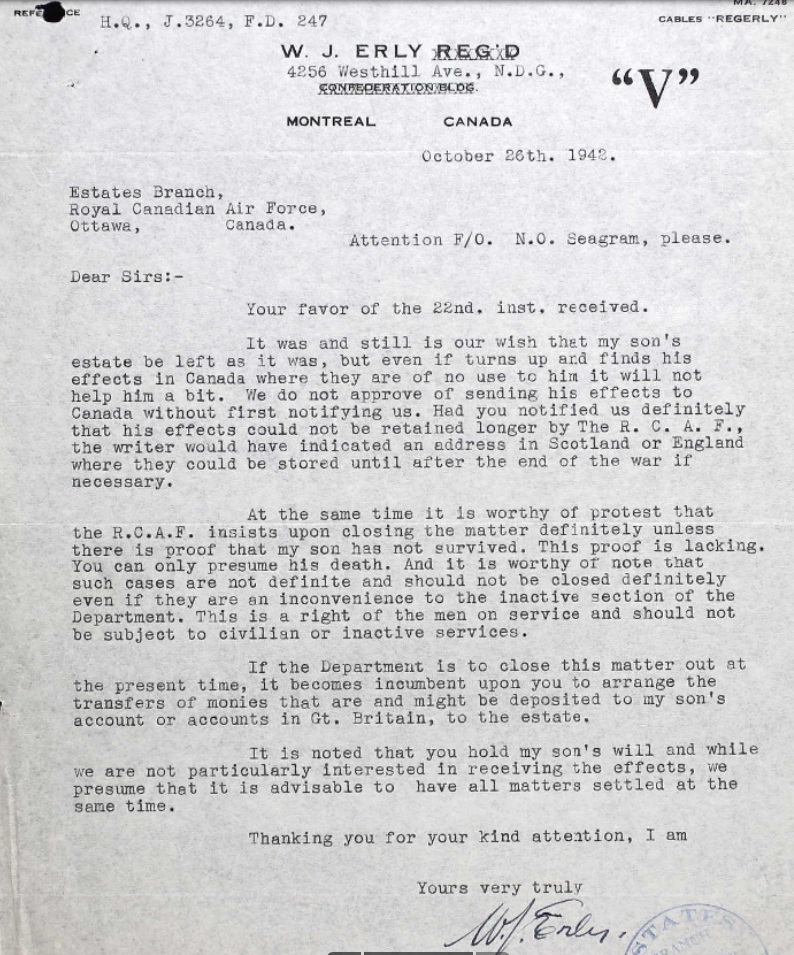 MA. 7248
REFE CE H.Q., J.3264, F.D. 247
CABLES "REGERLY"
W. J. ERLY REG'D
4256 Westhill Ave., N.D.G.,
CONFEDERATION BLDG.
"V"
MONTREAL CANADA
October 26th. 1942.
Estates Branch,
Royal Canadian Air Force,
Ottawa, Canada.
Attention F/O. N.O. Seagram, please.
Dear Sirs:-
Your favor of the 22nd. inst. received.
It was and still is our wish that my son's
estate be left as it was, but even if turns up and finds his
effects in Canada where they are of no use to him it will not
help him a bit. We do not approve of sending his effects to
Canada without first notifying us. Had you notified us definitely
that his effects could not be retained longer by The R. C. A. F.,
the writer would have indicated an address in Scotland or England
where they could be stored until after the end of the war if
necessary.
At the same time it is worthy of protest that
the R.C.A.F. insists upon closing the matter definitely unless
there is proof that my son has not survived. This proof is lacking.
You can only presume his death. And it is worthy of note that
such cases are not definite and should not be closed definitely
even if they are an inconvenience to the inactive section of the
Department. This is a right of the men on service and should not
be subject to civilian or inactive services.
If the Department is to close this matter out at
the present time, it becomes incumbent upon you to arrange the
transfers of monies that are and might be deposited to my son's
account or accounts in Gt. Britain, to the estate.
It is noted that you hold my son's will and while
we are not particularly interested in receiving the effects, we
presume that it is advisable to have all matters settled at the
same time.
Thanking you for your kind attention, I am
Yours very truly
W. J. Erly.
ESTATES
BRANCH